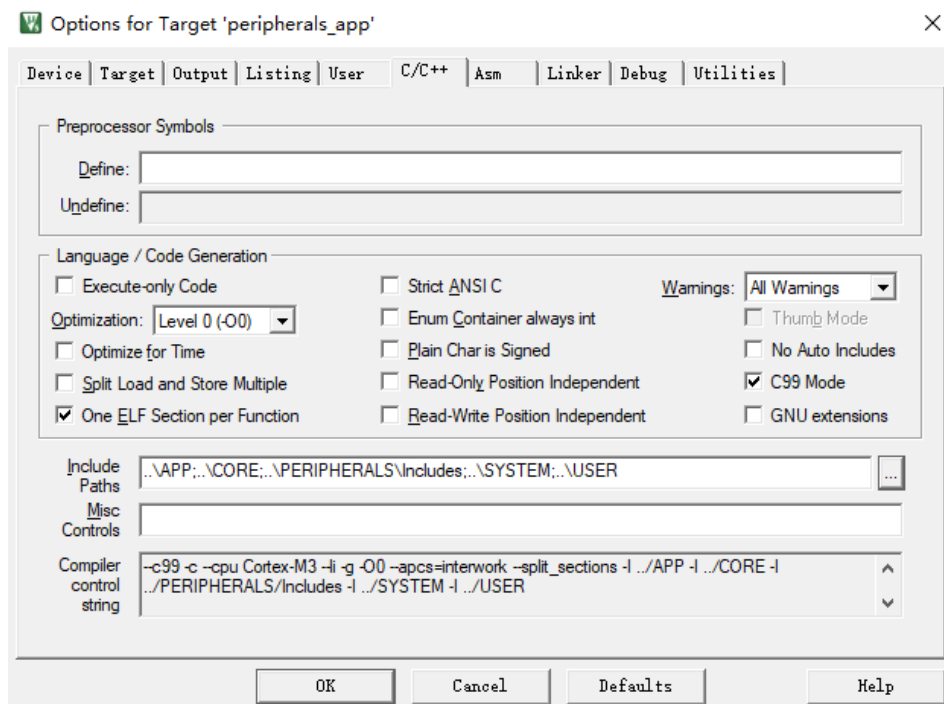 Options for Target 'peripherals_app'
Device Target Output Listing User C/C++ Asm Linker Debug Utilities
Preprocessor Symbols
Define:
Undefine:
Language / Code Generation
Execute-only Code Strict ANSI C Warnings: All Warnings
Optimization: Level 0 (-O0) Enum Container always int Thumb Mode
Optimize for Time Plain Char is Signed No Auto Includes
Split Load and Store Multiple Read-Only Position Independent C99 Mode
One ELF Section per Function Read-Write Position Independent GNU extensions
Include Paths ..\APP;..\CORE;..\PERIPHERALS\Includes;..\SYSTEM;..\USER ...
Misc Controls
Compiler control string --c99 -c --cpu Cortex-M3 --li -g -O0 --apcs=interwork --split_sections -I ../APP -I ../CORE -I
../PERIPHERALS/Includes -I ../SYSTEM -I ../USER
OK Cancel Defaults Help